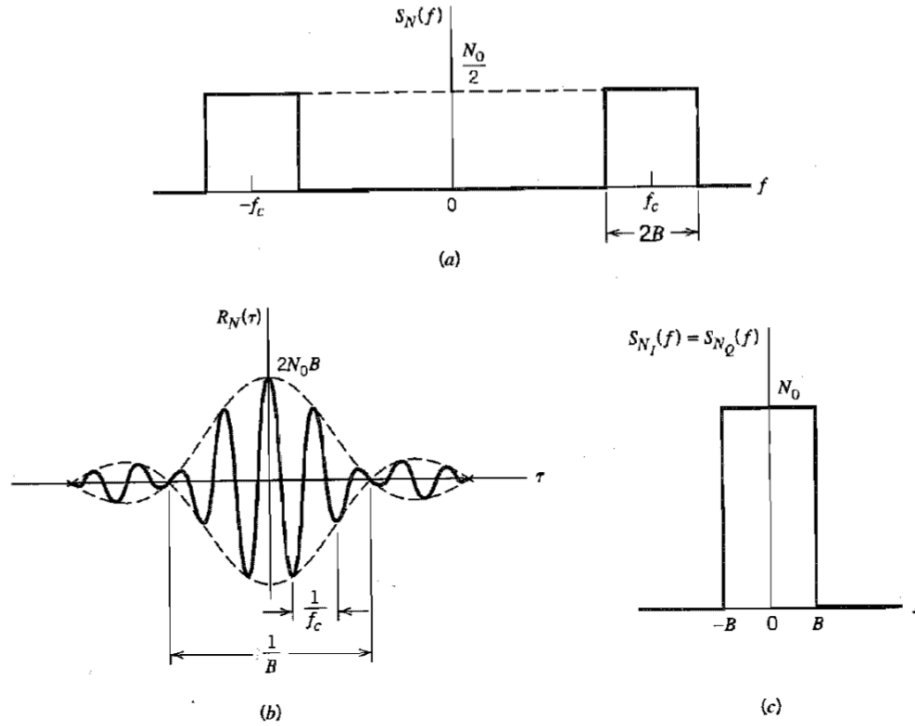 S_N(f)
N_0
2
-f_c
0
f_c
f
2B
(a)
R_N(τ)
2N_0B
τ
1
f_c
1
B
(b)
S_{N_I}(f) = S_{N_Q}(f)
N_0
-B
0
B
(c)